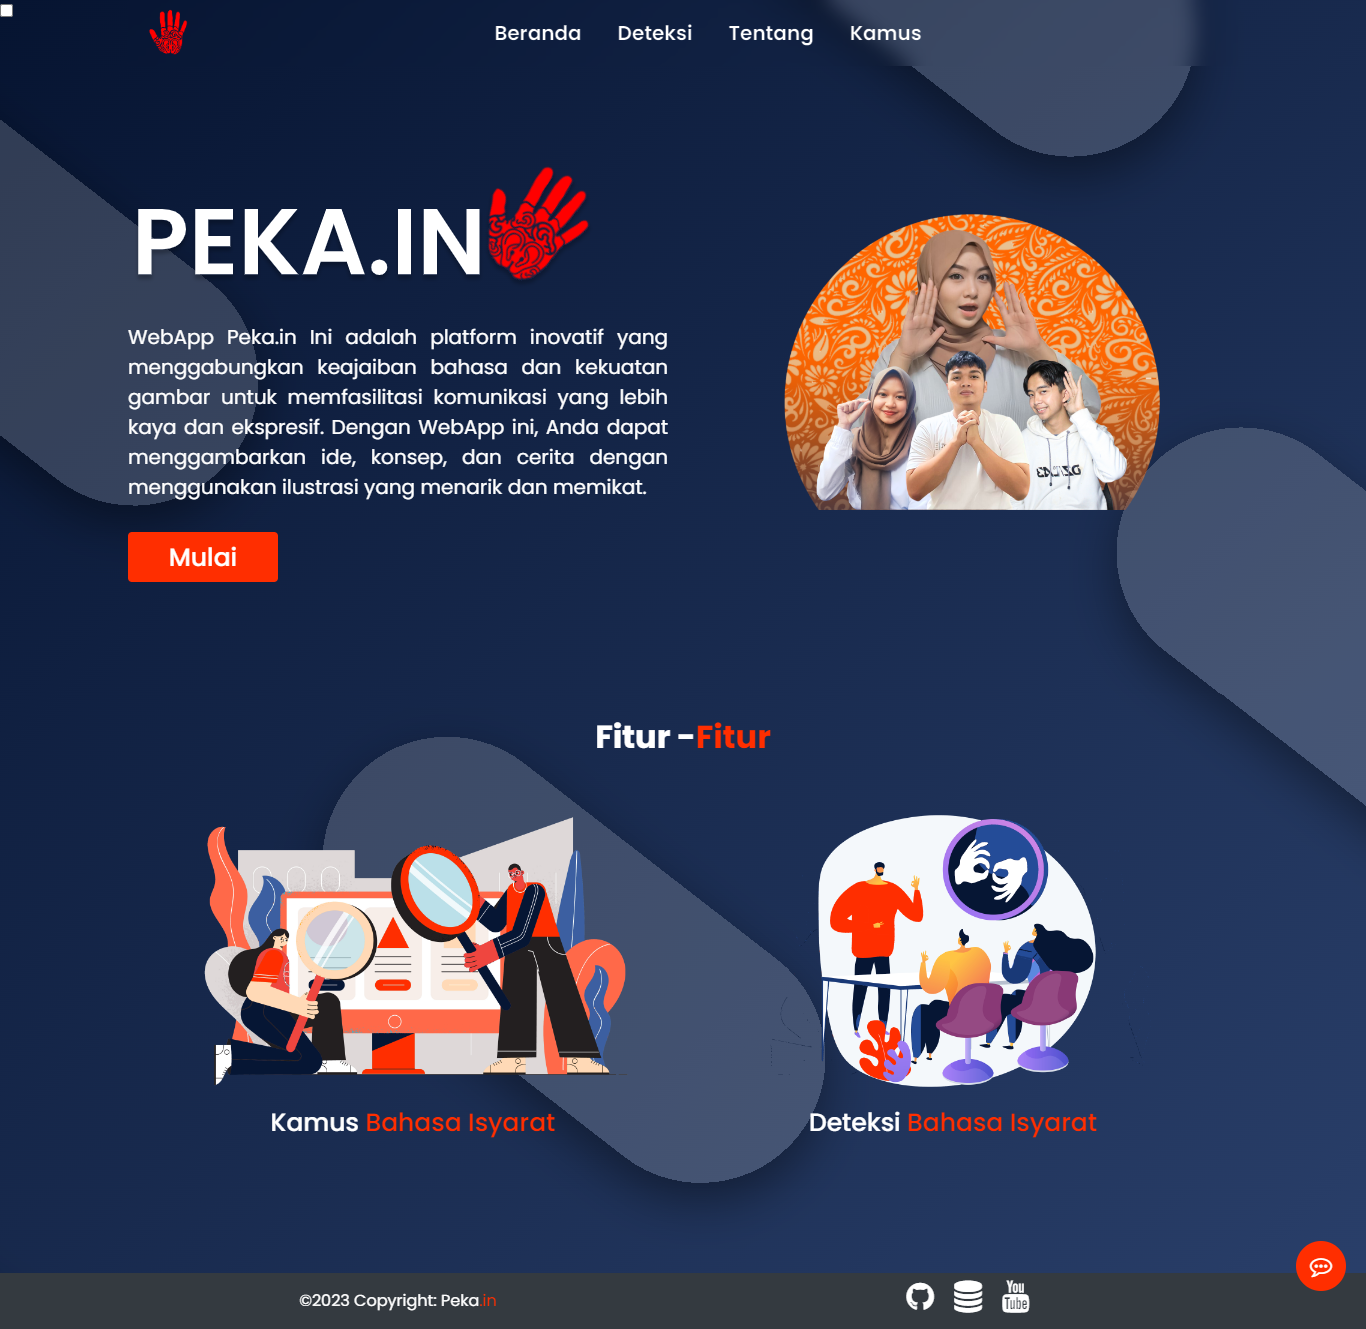 Beranda Deteksi Tentang Kamus
PEKA.IN
WebApp Peka.in Ini adalah platform inovatif yang
menggabungkan keajaiban bahasa dan kekuatan
gambar untuk memfasilitasi komunikasi yang lebih
kaya dan ekspresif. Dengan WebApp ini, Anda dapat
menggambarkan ide, konsep, dan cerita dengan
menggunakan ilustrasi yang menarik dan memikat.
Mulai
Fitur -Fitur
Kamus Bahasa Isyarat
Deteksi Bahasa Isyarat
©2023 Copyright: Peka.in
You
Tube